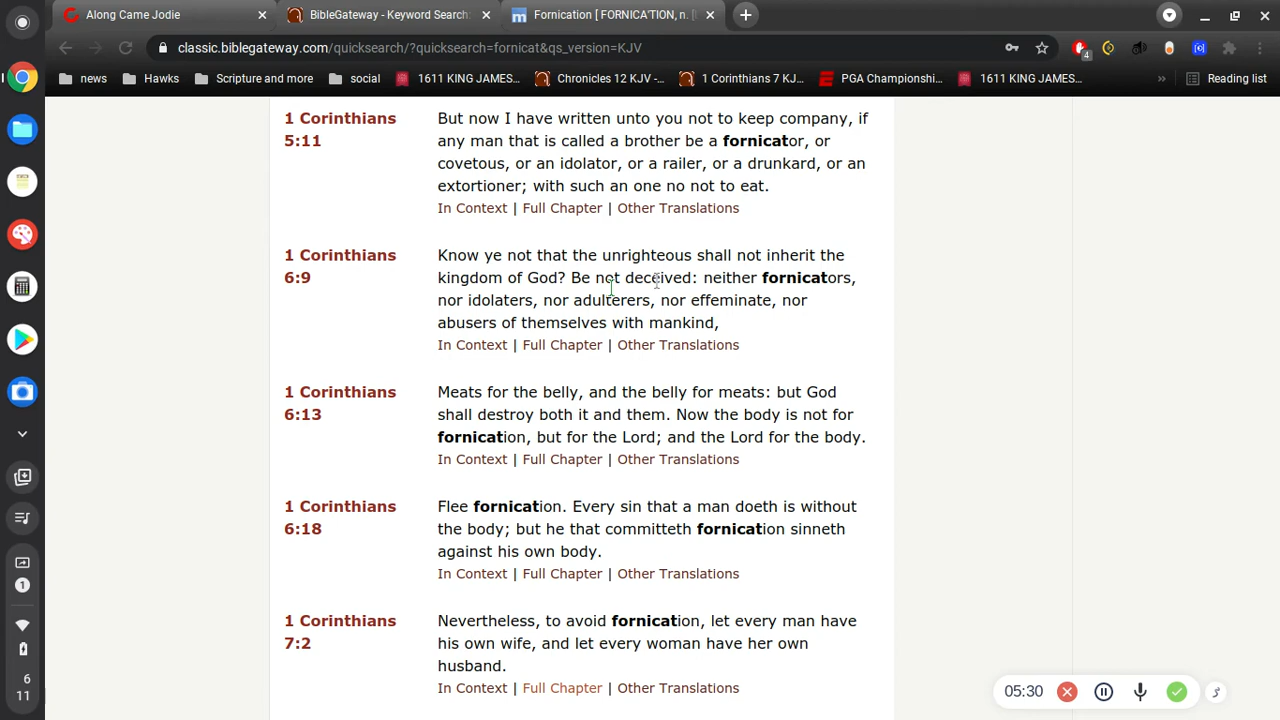 Along Came Jodie
BibleGateway - Keyword Search:
Fornication [ FORNICA'TION, n. [
classic.biblegateway.com/quicksearch/?quicksearch=fornicat&qs_version=KJV
4
news
Hawks
Scripture and more
social
1611 KING JAMES...
Chronicles 12 KJV -...
1 Corinthians 7 KJ...
PGA Championshi...
1611 KING JAMES...
»
Reading list
1 Corinthians 5:11
But now I have written unto you not to keep company, if
any man that is called a brother be a fornicator, or
covetous, or an idolator, or a railer, or a drunkard, or an
extortioner; with such an one no not to eat.
In Context | Full Chapter | Other Translations
1 Corinthians 6:9
Know ye not that the unrighteous shall not inherit the
kingdom of God? Be not deceived: neither fornicators,
nor idolaters, nor adulterers, nor effeminate, nor
abusers of themselves with mankind,
In Context | Full Chapter | Other Translations
1 Corinthians 6:13
Meats for the belly, and the belly for meats: but God
shall destroy both it and them. Now the body is not for
fornication, but for the Lord; and the Lord for the body.
In Context | Full Chapter | Other Translations
1 Corinthians 6:18
Flee fornication. Every sin that a man doeth is without
the body; but he that committeth fornication sinneth
against his own body.
In Context | Full Chapter | Other Translations
1 Corinthians 7:2
Nevertheless, to avoid fornication, let every man have
his own wife, and let every woman have her own
husband.
In Context | Full Chapter | Other Translations
1
6
11
05:30